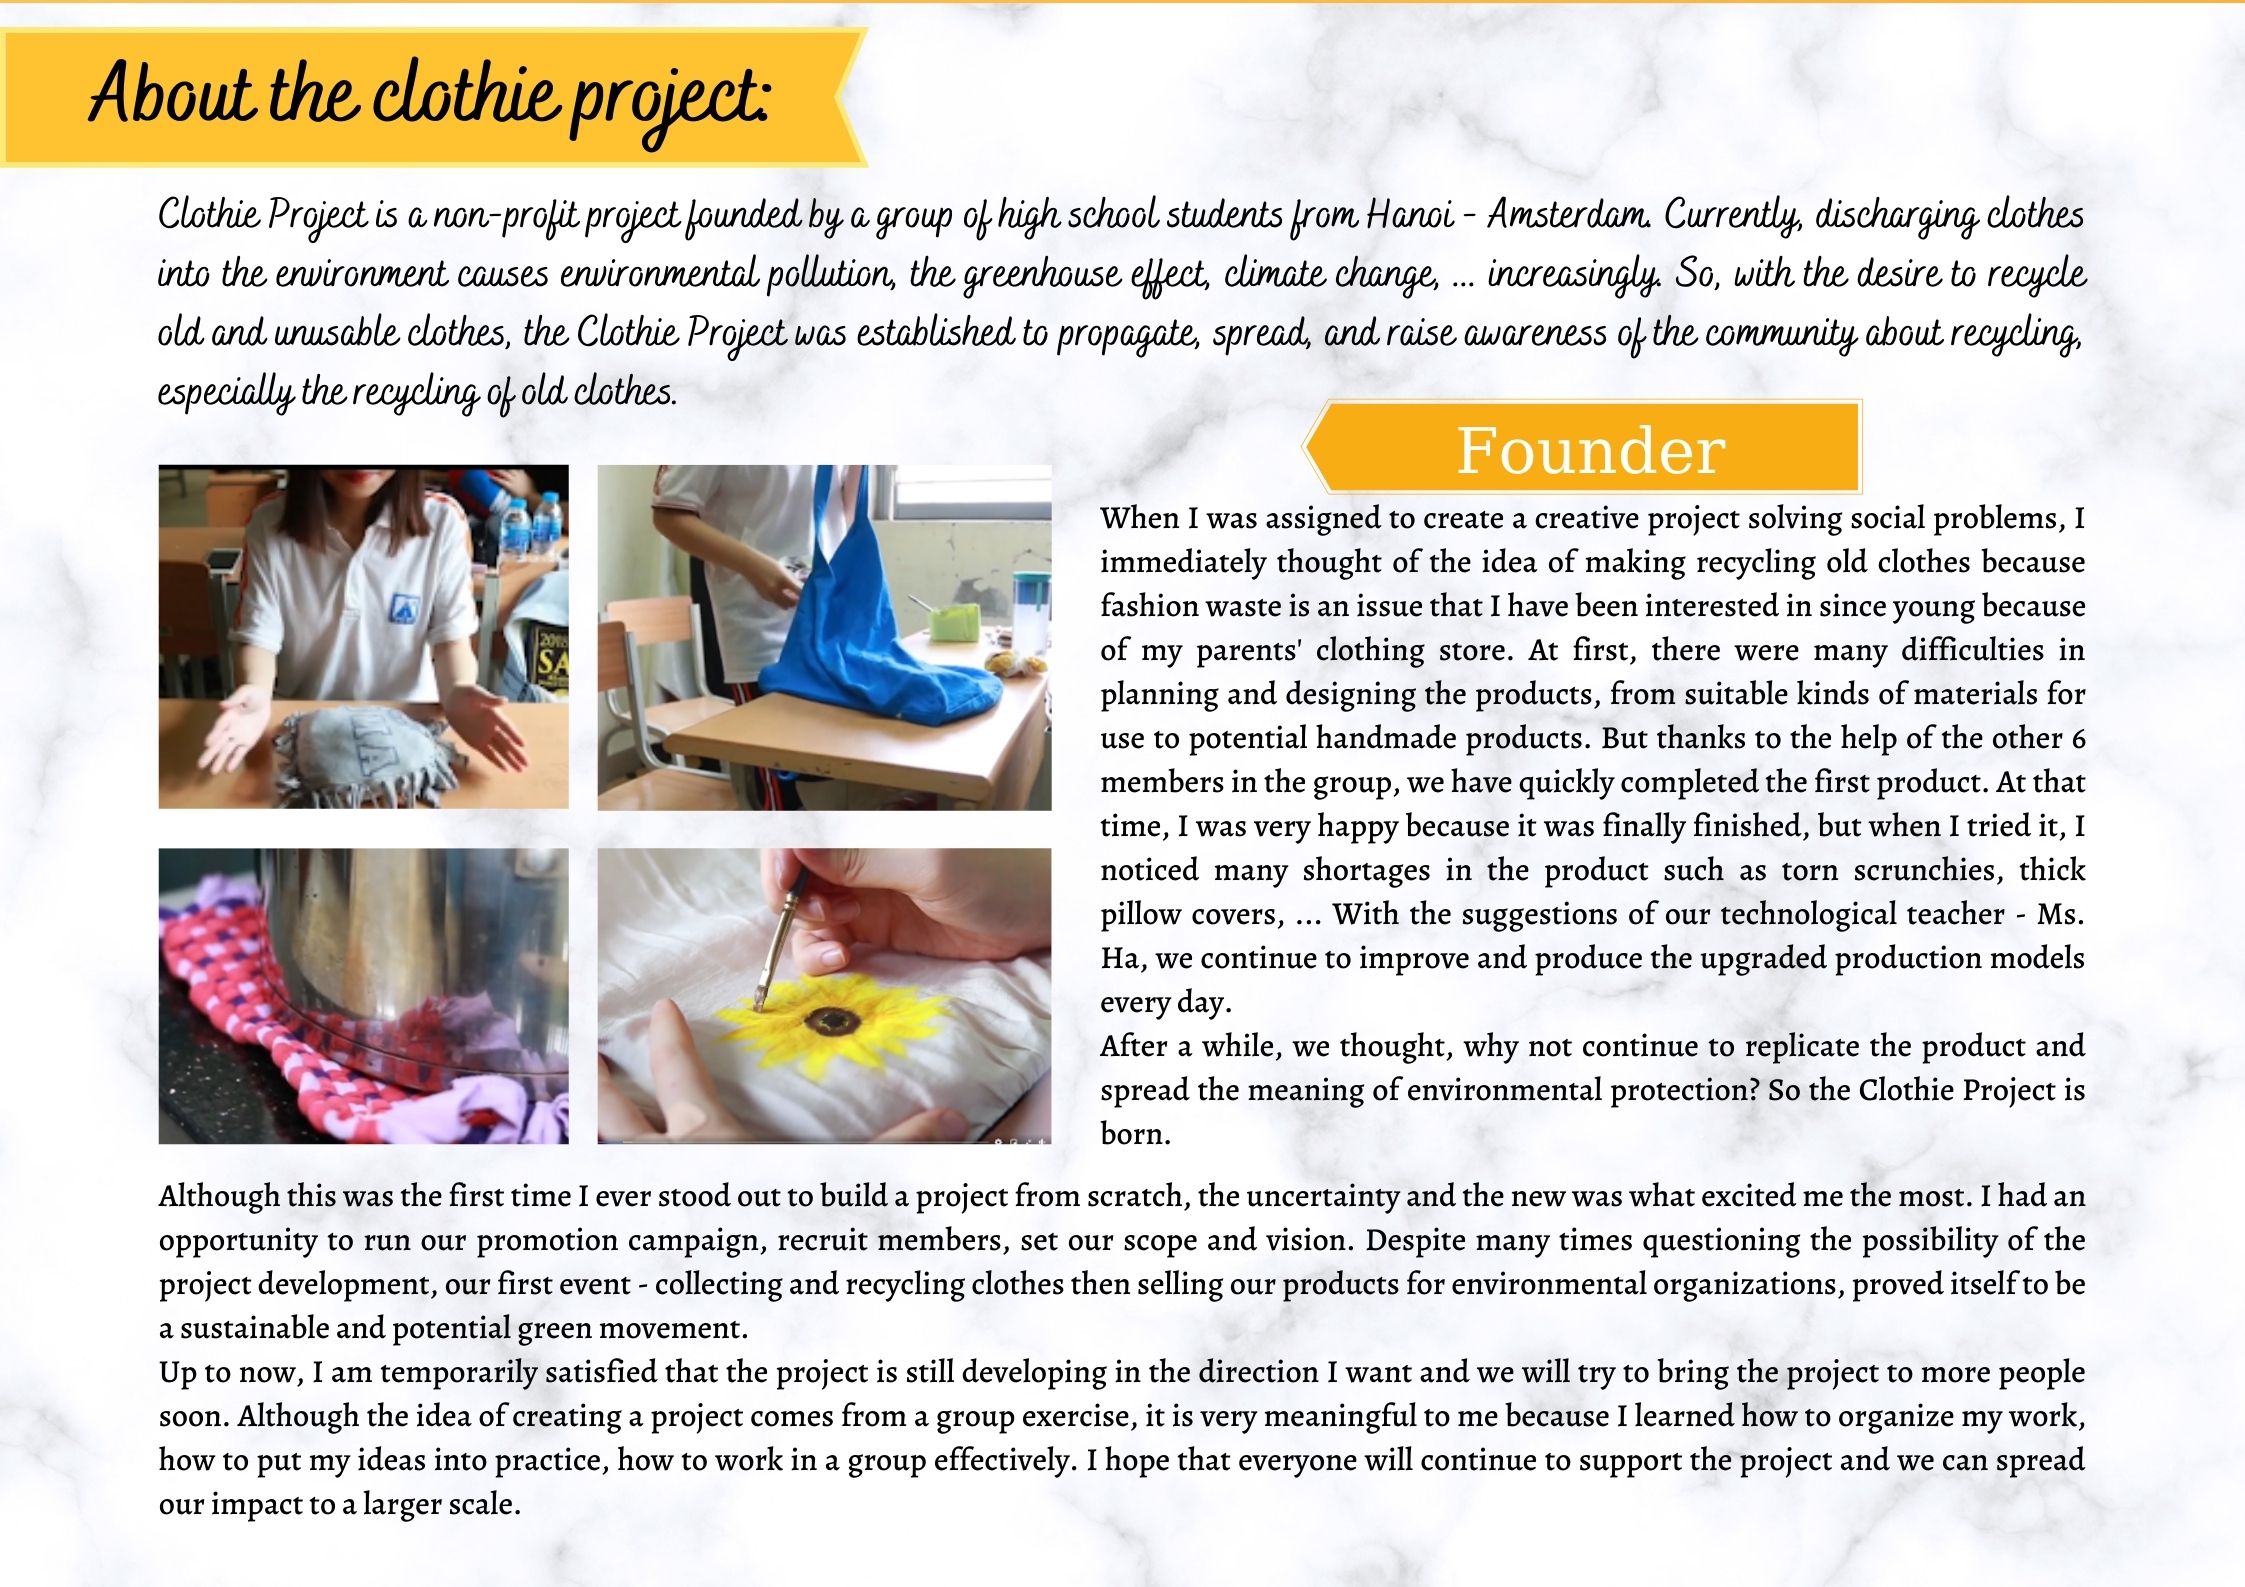 About the clothie project:
Clothie Project is a non-profit project founded by a group of high school students from Hanoi - Amsterdam. Currently, discharging clothes
into the environment causes environmental pollution, the greenhouse effect, climate change, ... increasingly. So, with the desire to recycle
old and unusable clothes, the Clothie Project was established to propagate, spread, and raise awareness of the community about recycling,
especially the recycling of old clothes.
Founder
When I was assigned to create a creative project solving social problems, I
immediately thought of the idea of making recycling old clothes because
fashion waste is an issue that I have been interested in since young because
of my parents' clothing store. At first, there were many difficulties in
planning and designing the products, from suitable kinds of materials for
use to potential handmade products. But thanks to the help of the other 6
members in the group, we have quickly completed the first product. At that
time, I was very happy because it was finally finished, but when I tried it, I
noticed many shortages in the product such as torn scrunchies, thick
pillow covers, ... With the suggestions of our technological teacher - Ms.
Ha, we continue to improve and produce the upgraded production models
every day.
After a while, we thought, why not continue to replicate the product and
spread the meaning of environmental protection? So the Clothie Project is
born.
Although this was the first time I ever stood out to build a project from scratch, the uncertainty and the new was what excited me the most. I had an
opportunity to run our promotion campaign, recruit members, set our scope and vision. Despite many times questioning the possibility of the
project development, our first event - collecting and recycling clothes then selling our products for environmental organizations, proved itself to be
a sustainable and potential green movement.
Up to now, I am temporarily satisfied that the project is still developing in the direction I want and we will try to bring the project to more people
soon. Although the idea of creating a project comes from a group exercise, it is very meaningful to me because I learned how to organize my work,
how to put my ideas into practice, how to work in a group effectively. I hope that everyone will continue to support the project and we can spread
our impact to a larger scale.